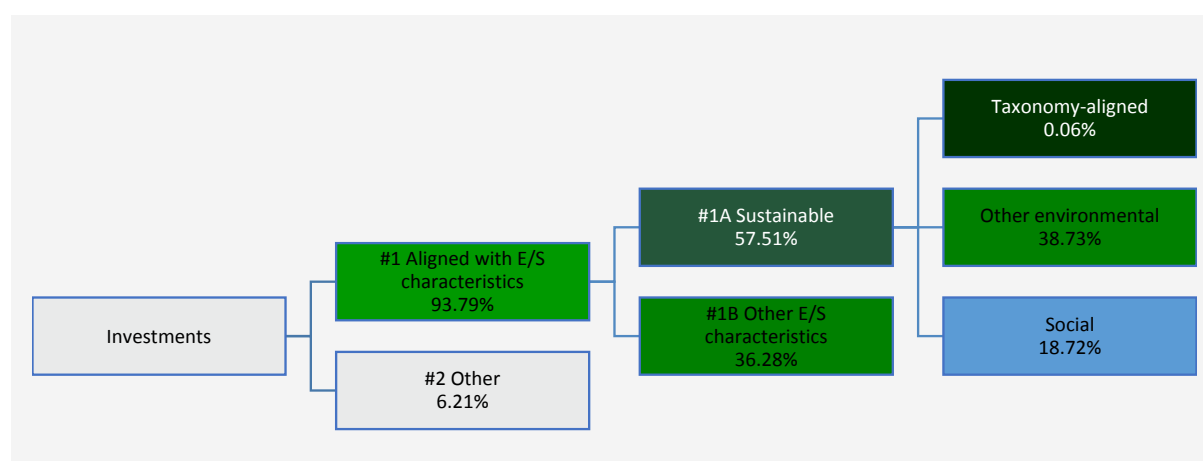 Investments
#1 Aligned with E/S
characteristics
93.79%
#2 Other
6.21%
#1A Sustainable
57.51%
#1B Other E/S
characteristics
36.28%
Taxonomy-aligned
0.06%
Other environmental
38.73%
Social
18.72%